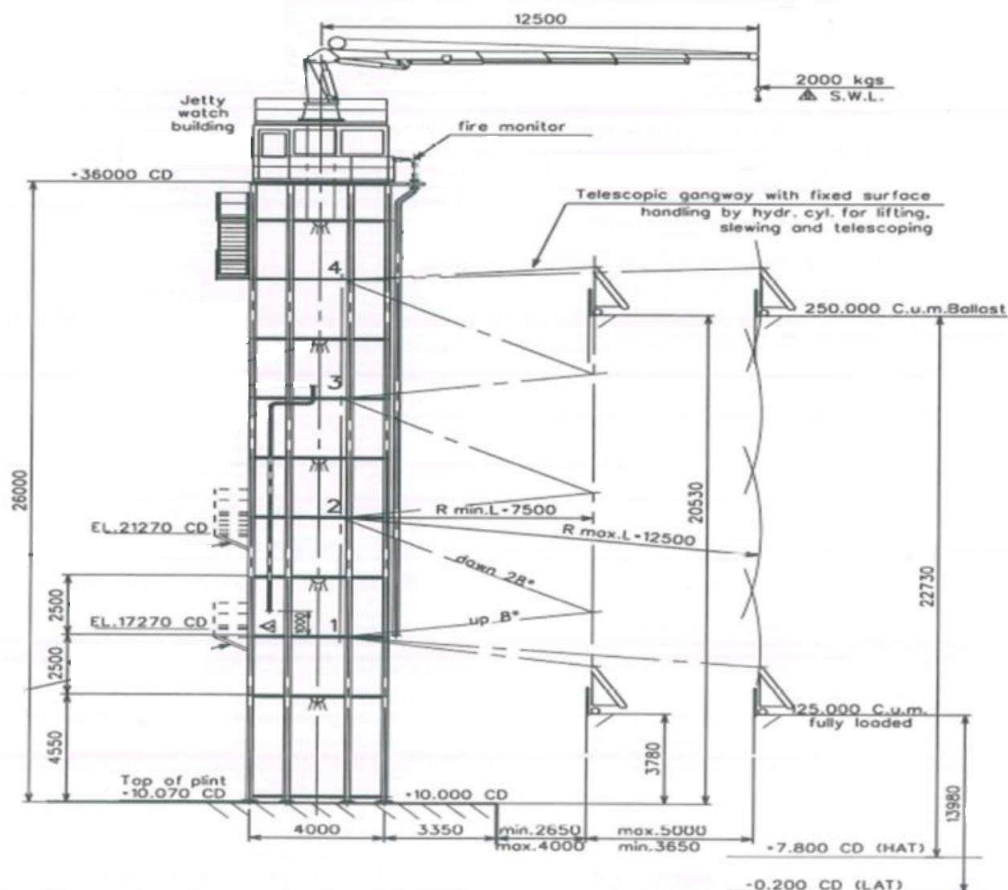 12500
2000 kgs
S.W.L.
Jetty
watch
building
fire monitor
+36000 CD
Telescopic gangway with fixed surface
handling by hydr. cyl. for lifting,
slewing and telescoping
4
250.000 C.u.m.Ballast
3
26000
20530
22730
2
R min.L=7500
R max.L=12500
EL.21270 CD
down 28°
2500
up 8°
1000
1
EL.17270 CD
2500
125.000 C.u.m.
fully loaded
4550
3780
13980
Top of plint
+10.070 CD
+10.000 CD
4000
3350
min.2650
max.4000
max.5000
min.3650
+7.800 CD (HAT)
-0.200 CD (LAT)